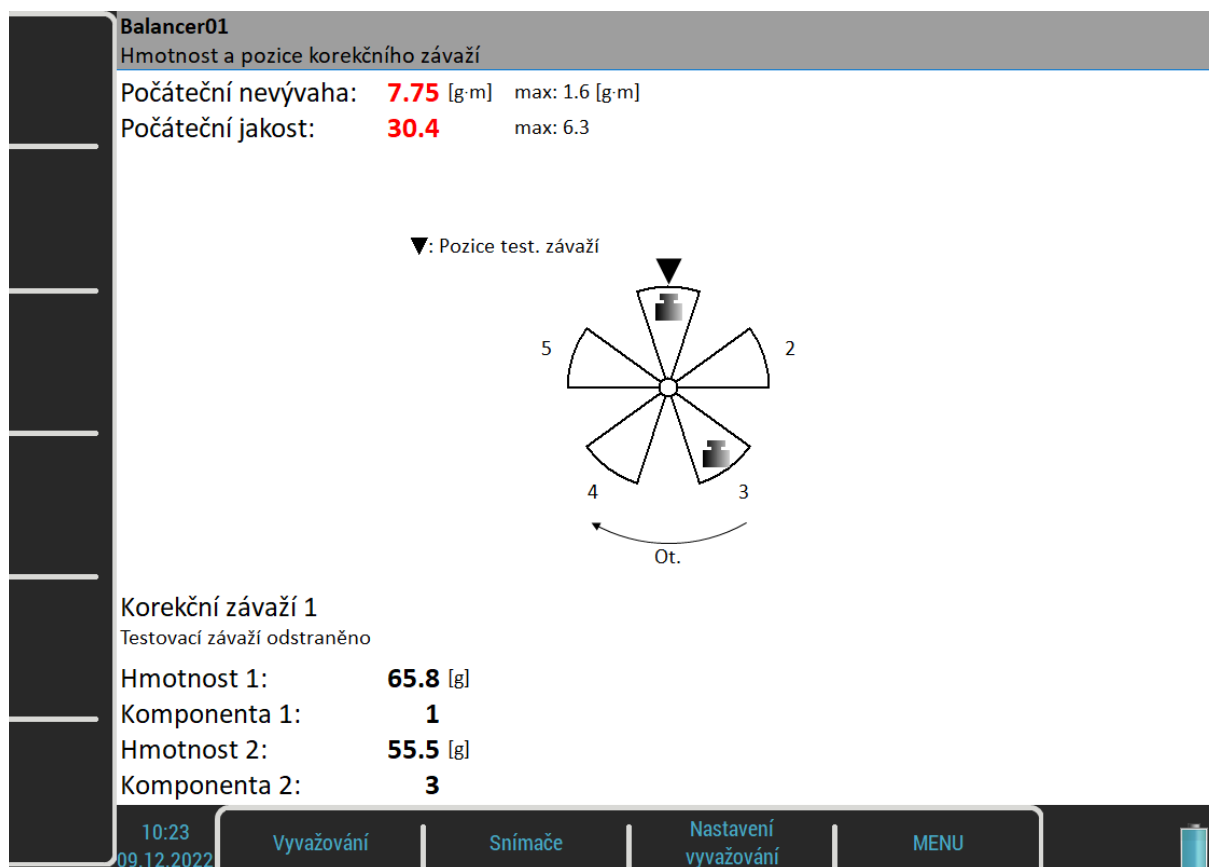 Balancer01
Hmotnost a pozice korekčního závaží
Počáteční nevývaha: 7.75 [g·m] max: 1.6 [g·m]
Počáteční jakost: 30.4 max: 6.3
▼: Pozice test. závaží
5 2
4 3
Ot.
Korekční závaží 1
Testovací závaží odstraněno
Hmotnost 1: 65.8 [g]
Komponenta 1: 1
Hmotnost 2: 55.5 [g]
Komponenta 2: 3
10:23
09.12.2022
Vyvažování
Snímače
Nastavení
vyvažování
MENU